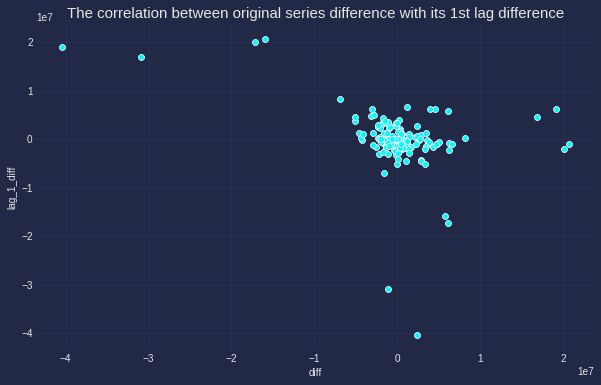 The correlation between original series difference with its 1st lag difference
1e7
2
1
0
−1
−2
−3
−4
lag_1_diff
−4
−3
−2
−1
0
1
2
diff
1e7